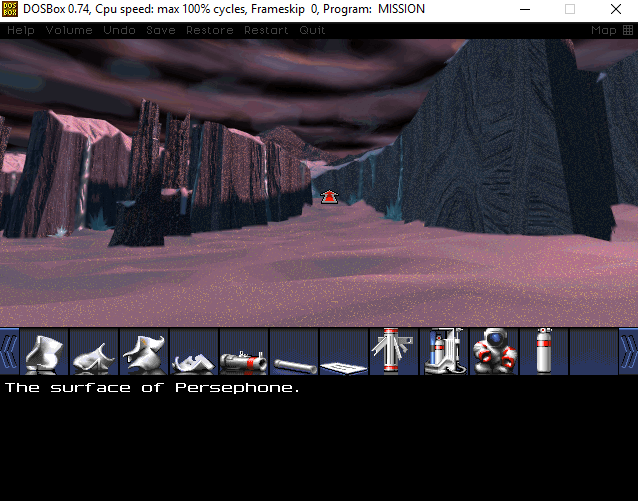 DOSBox 0.74, Cpu speed: max 100% cycles, Frameskip 0, Program: MISSION
Help Volume Undo Save Restore Restart Quit Map
The surface of Persephone.